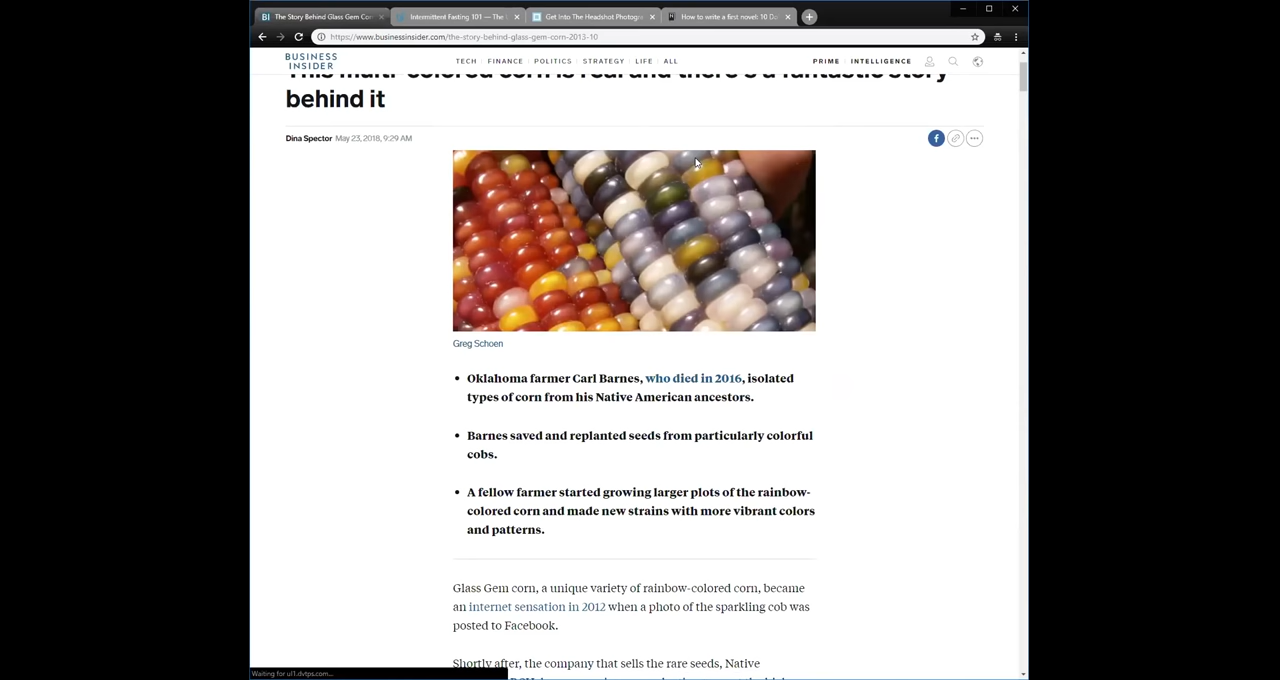 The Story Behind Glass Gem Cor
Intermittent Fasting 101 — The
Get Into The Headshot Photogra
How to write a first novel: 10 Do
https://www.businessinsider.com/the-story-behind-glass-gem-corn-2013-10
BUSINESS
INSIDER
TECH FINANCE POLITICS STRATEGY LIFE ALL
PRIME INTELLIGENCE
This multi-colored corn is real and there's a fantastic story
behind it
Dina Spector May 23, 2018, 9:29 AM
Greg Schoen
• Oklahoma farmer Carl Barnes, who died in 2016, isolated
types of corn from his Native American ancestors.
• Barnes saved and replanted seeds from particularly colorful
cobs.
• A fellow farmer started growing larger plots of the rainbow-
colored corn and made new strains with more vibrant colors
and patterns.
Glass Gem corn, a unique variety of rainbow-colored corn, became
an internet sensation in 2012 when a photo of the sparkling cob was
posted to Facebook.
Shortly after, the company that sells the rare seeds, Native
Waiting for ul1.dvtps.com...